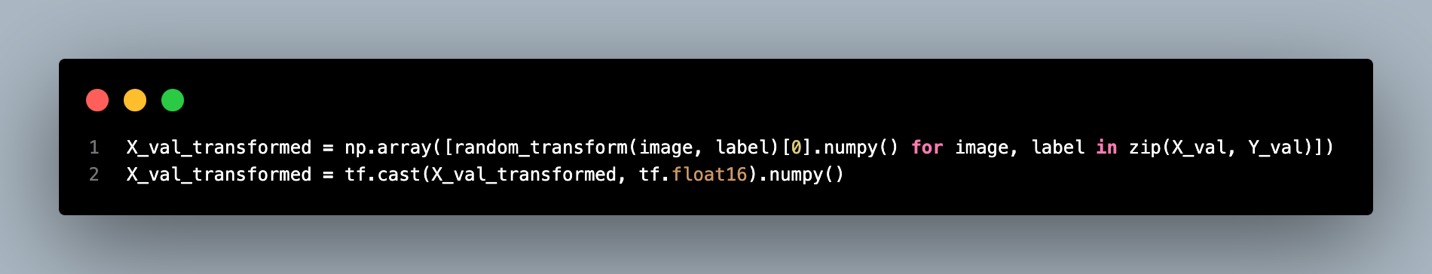 1 X_val_transformed = np.array([random_transform(image, label)[0].numpy() for image, label in zip(X_val, Y_val)])
2 X_val_transformed = tf.cast(X_val_transformed, tf.float16).numpy()